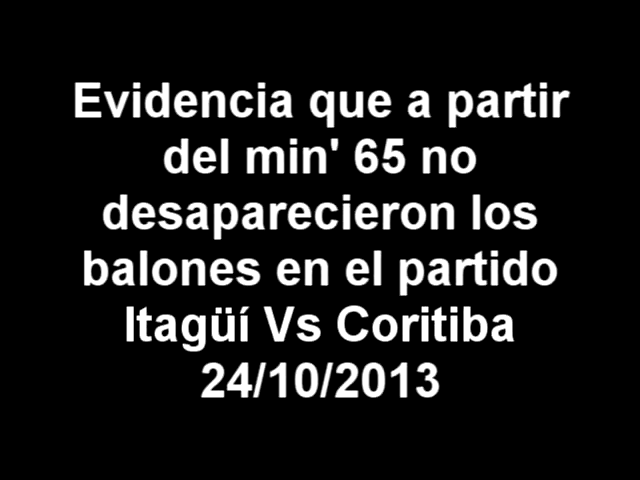 Evidencia que a partir
del min' 65 no
desaparecieron los
balones en el partido
Itagüí Vs Coritiba
24/10/2013